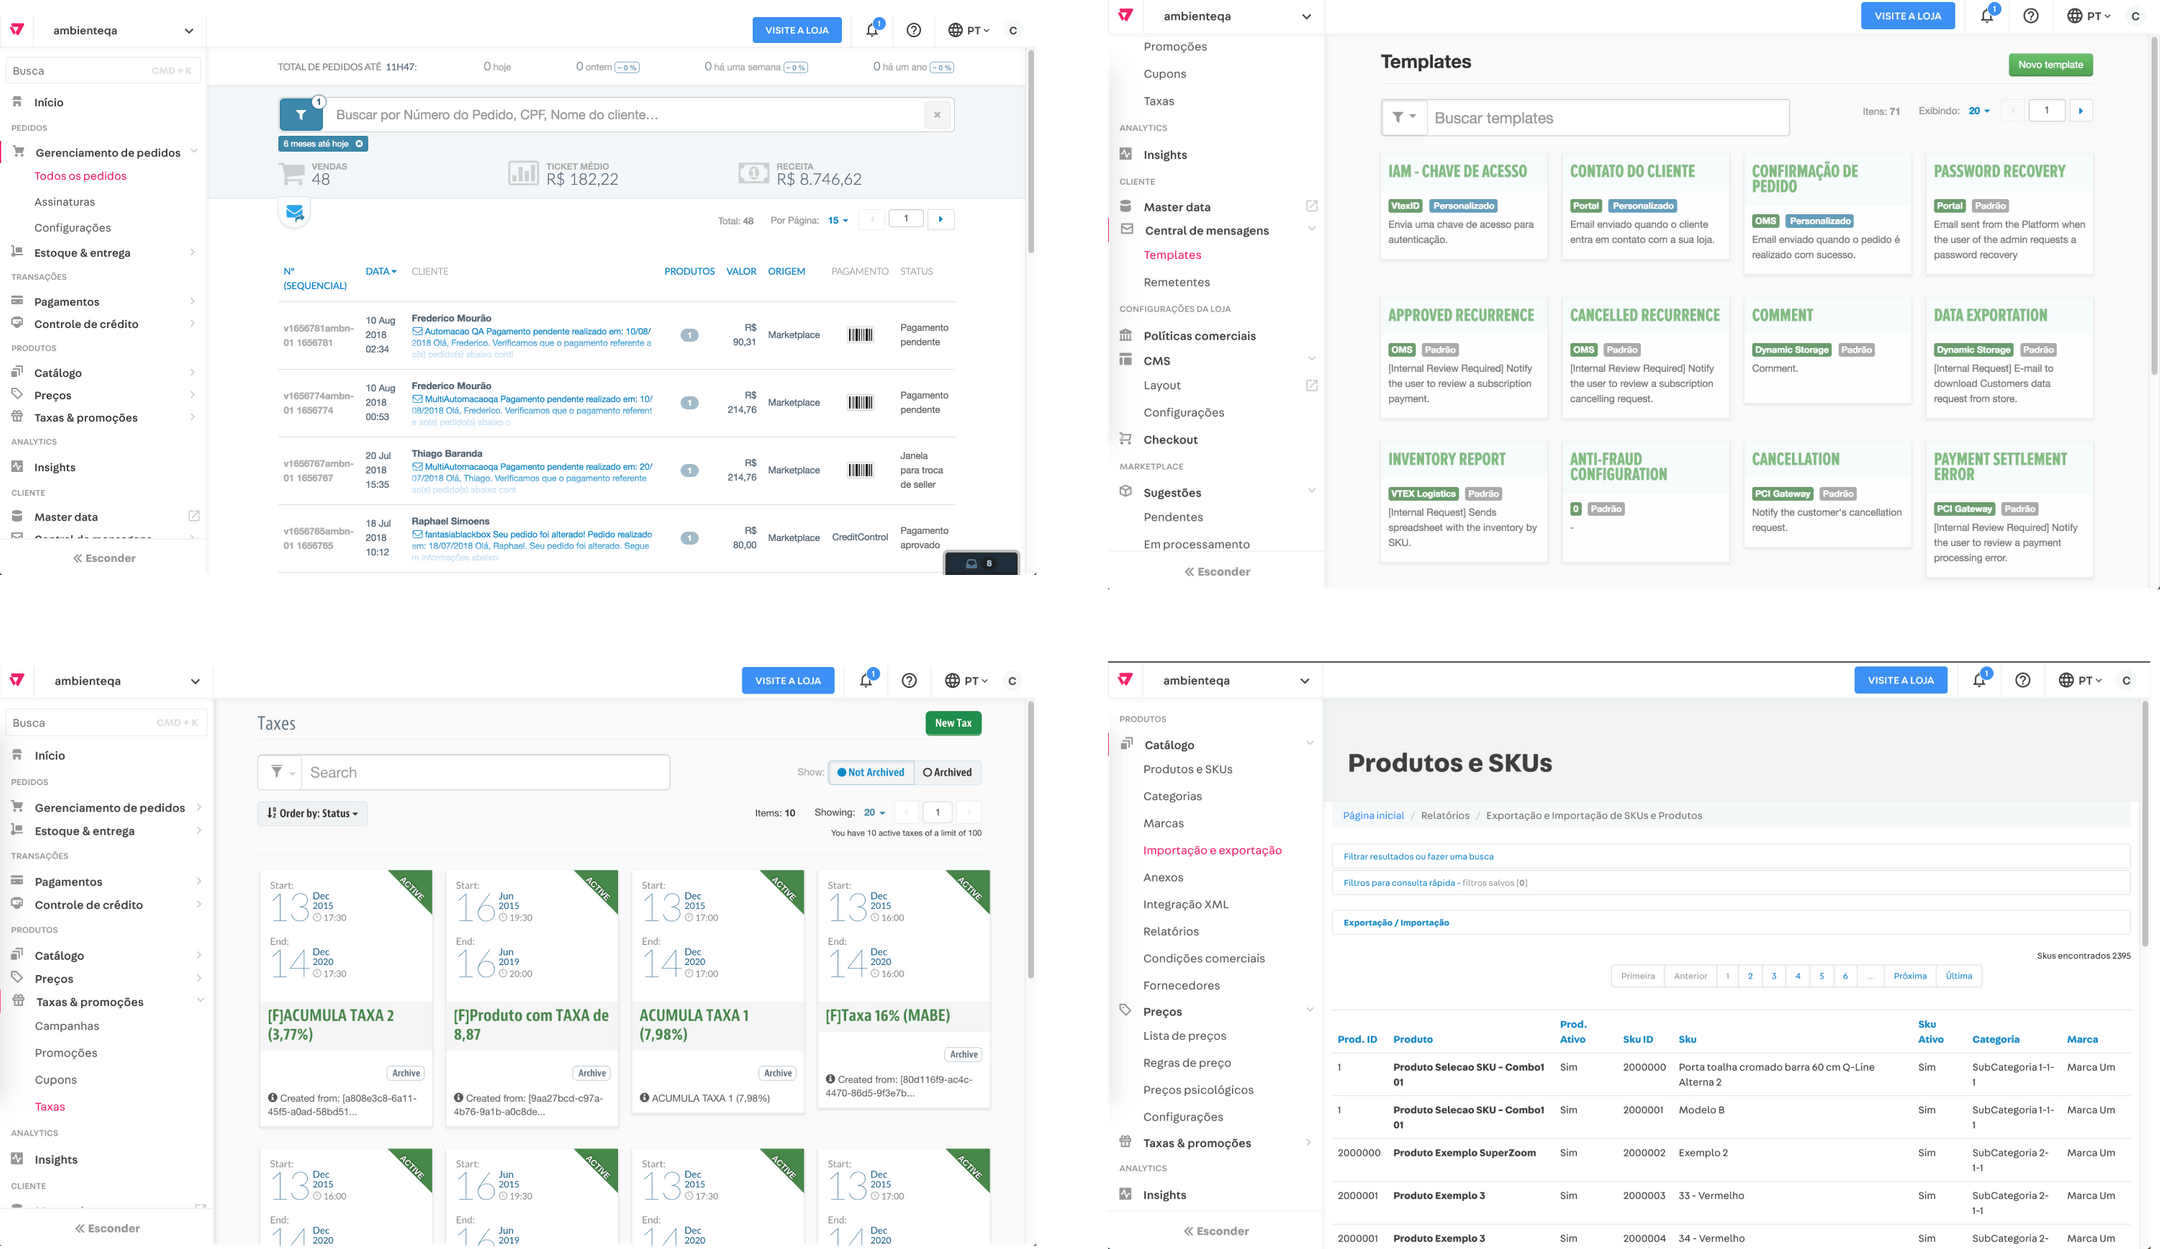 ambienteqa
VISITE A LOJA
1
PT
C
Busca
CMD + K
Início
PEDIDOS
Gerenciamento de pedidos
Todos os pedidos
Assinaturas
Configurações
Estoque & entrega
TRANSAÇÕES
Pagamentos
Controle de crédito
PRODUTOS
Catálogo
Preços
Taxas & promoções
ANALYTICS
Insights
CLIENTE
Master data
Esconder
TOTAL DE PEDIDOS ATÉ 11H47:
0 hoje
0 ontem ~ 0 %
0 há uma semana ~ 0 %
0 há um ano ~ 0 %
1
Buscar por Número do Pedido, CPF, Nome do cliente...
6 meses até hoje
VENDAS
48
TICKET MÉDIO
R$ 182,22
RECEITA
R$ 8.746,62
Total: 48 Por Página: 15 1
Nº (SEQUENCIAL) DATA CLIENTE PRODUTOS VALOR ORIGEM PAGAMENTO STATUS
v1656781ambn-
01 1656781
10 Aug
2018
02:34
Frederico Mourão
Automacao QA Pagamento pendente realizado em: 10/08/
2018 Olá, Frederico. Verificamos que o pagamento referente a
o(s) pedido(s) abaixo conti
1
R$
90,31
Marketplace
Pagamento
pendente
v1656774ambn-
01 1656774
10 Aug
2018
00:53
Frederico Mourão
MultiAutomacaoqa Pagamento pendente realizado em: 10/
08/2018 Olá, Frederico. Verificamos que o pagamento referent
e ao(s) pedido(s) abaixo c
1
R$
214,76
Marketplace
Pagamento
pendente
v1656767ambn-
01 1656767
20 Jul
2018
15:35
Thiago Baranda
MultiAutomacaoqa Pagamento pendente realizado em: 20/
07/2018 Olá, Thiago. Verificamos que o pagamento referente
ao(s) pedido(s) abaixo cont
1
R$
214,76
Marketplace
Janela
para troca
de seller
v1656765ambn-
01 1656765
18 Jul
2018
10:12
Raphael Simoens
fantasiablackbox Seu pedido foi alterado! Pedido realizado
em: 18/07/2018 Olá, Raphael. Seu pedido foi alterado. Segue
m informações abaixo:
1
R$
80,00
Marketplace
CreditControl
Pagamento
aprovado
8
ambienteqa
VISITE A LOJA
1
PT
C
Promoções
Cupons
Taxas
ANALYTICS
Insights
CLIENTE
Master data
Central de mensagens
Templates
Remetentes
CONFIGURAÇÕES DA LOJA
Políticas comerciais
CMS
Layout
Configurações
Checkout
MARKETPLACE
Sugestões
Pendentes
Em processamento
Esconder
Templates
Novo template
Buscar templates
Itens: 71 Exibindo: 20 1
IAM - CHAVE DE ACESSO
VtexID Personalizado
Envia uma chave de acesso para
autenticação.
CONTATO DO CLIENTE
Portal Personalizado
Email enviado quando o cliente
entra em contato com a sua loja.
CONFIRMAÇÃO DE
PEDIDO
OMS Personalizado
Email enviado quando o pedido é
realizado com sucesso.
PASSWORD RECOVERY
Portal Padrão
Email sent from the Platform when
the user of the admin requests a
password recovery
APPROVED RECURRENCE
OMS Padrão
[Internal Review Required] Notify
the user to review a subscription
payment.
CANCELLED RECURRENCE
OMS Padrão
[Internal Review Required] Notify
the user to review a subscription
cancelling request.
COMMENT
Dynamic Storage Padrão
Comment.
DATA EXPORTATION
Dynamic Storage Padrão
[Internal Request] E-mail to
download Customers data
request from store.
INVENTORY REPORT
VTEX Logistics Padrão
[Internal Request] Sends
spreadsheet with the inventory by
SKU.
ANTI-FRAUD
CONFIGURATION
0 Padrão
-
CANCELLATION
PCI Gateway Padrão
Notify the customer's cancellation
request.
PAYMENT SETTLEMENT
ERROR
PCI Gateway Padrão
[Internal Review Required] Notify
the user to review a payment
processing error.
ambienteqa
VISITE A LOJA
1
PT
C
Busca
CMD + K
Início
PEDIDOS
Gerenciamento de pedidos
Estoque & entrega
TRANSAÇÕES
Pagamentos
Controle de crédito
PRODUTOS
Catálogo
Preços
Taxas & promoções
Campanhas
Promoções
Cupons
Taxas
ANALYTICS
Insights
CLIENTE
Esconder
Taxes
New Tax
Search
Show: Not Archived Archived
Order by: Status
Items: 10 Showing: 20 1
You have 10 active taxes of a limit of 100
ACTIVE
Start:
13 Dec 2015 17:30
End:
14 Dec 2020 17:30
[F]ACUMULA TAXA 2
(3,77%)
Archive
Created from: [a808e3c8-6a11-
45f5-a0ad-58bd51...
ACTIVE
Start:
16 Jun 2015 19:30
End:
16 Jun 2019 20:00
[F]Produto com TAXA de
8,87
Archive
Created from: [9aa27bcd-c97a-
4b76-9a1b-a0c8de...
ACTIVE
Start:
13 Dec 2015 17:00
End:
14 Dec 2020 17:00
ACUMULA TAXA 1
(7,98%)
Archive
ACUMULA TAXA 1 (7,98%)
ACTIVE
Start:
13 Dec 2015 16:00
End:
14 Dec 2020 16:00
[F]Taxa 16% (MABE)
Archive
Created from: [80d116f9-ac4c-
4470-86d5-9f3e7b...
ACTIVE
Start:
13 Dec 2015 16:00
End:
14 Dec 2020
ACTIVE
Start:
16 Jun 2015 19:30
End:
16 Jun 2019
ACTIVE
Start:
13 Dec 2015 17:30
End:
14 Dec 2020
ACTIVE
Start:
13 Dec 2015 17:00
End:
14 Dec 2020
ambienteqa
VISITE A LOJA
1
PT
C
PRODUTOS
Catálogo
Produtos e SKUs
Categorias
Marcas
Importação e exportação
Anexos
Integração XML
Relatórios
Condições comerciais
Fornecedores
Preços
Lista de preços
Regras de preço
Preços psicológicos
Configurações
Taxas & promoções
ANALYTICS
Insights
Esconder
Produtos e SKUs
Página inicial / Relatórios / Exportação e Importação de SKUs e Produtos
Filtrar resultados ou fazer uma busca
Filtros para consulta rápida - filtros salvos [0]
Exportação / Importação
Skus encontrados 2395
Primeira Anterior 1 2 3 4 5 6 ... Próxima Última
Prod. ID Produto Prod. Ativo Sku ID Sku Sku Ativo Categoria Marca
1 Produto Selecao SKU - Combo1 01 Sim 2000000 Porta toalha cromado barra 60 cm Q-Line Alterna 2 Sim SubCategoria 1-1-1 Marca Um
1 Produto Selecao SKU - Combo1 01 Sim 2000001 Modelo B Sim SubCategoria 1-1-1 Marca Um
2000000 Produto Exemplo SuperZoom Sim 2000002 Exemplo 2 Sim SubCategoria 2-1-1 Marca Um
2000001 Produto Exemplo 3 Sim 2000003 33 - Vermelho Sim SubCategoria 2-1-1 Marca Um
2000001 Produto Exemplo 3 Sim 2000004 34 - Vermelho Sim SubCategoria 2- Marca Um